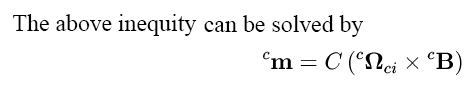 The above inequity can be solved by
ᶜm = C (ᶜΩ_ci × ᶜB)